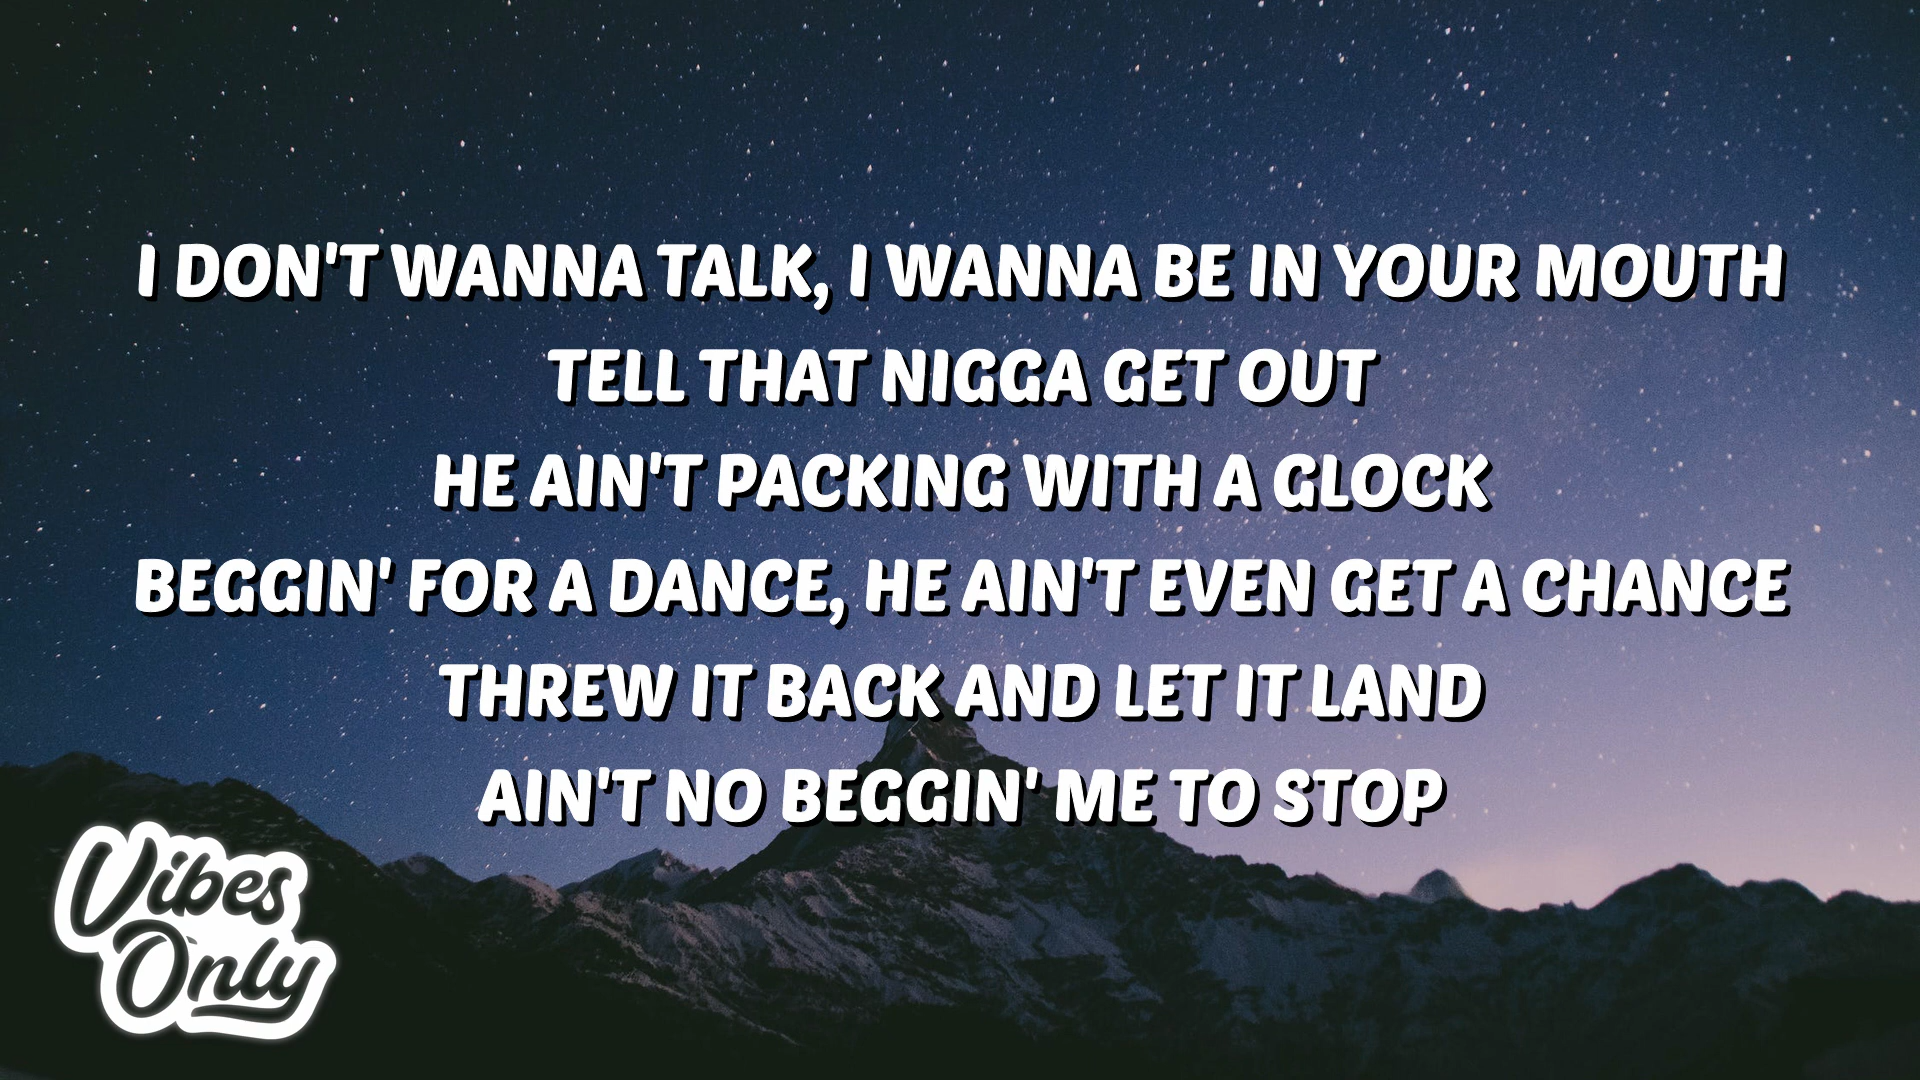 I DON'T WANNA TALK, I WANNA BE IN YOUR MOUTH
TELL THAT NIGGA GET OUT
HE AIN'T PACKING WITH A GLOCK
BEGGIN' FOR A DANCE, HE AIN'T EVEN GET A CHANCE
THREW IT BACK AND LET IT LAND
AIN'T NO BEGGIN' ME TO STOP
Vibes
Only